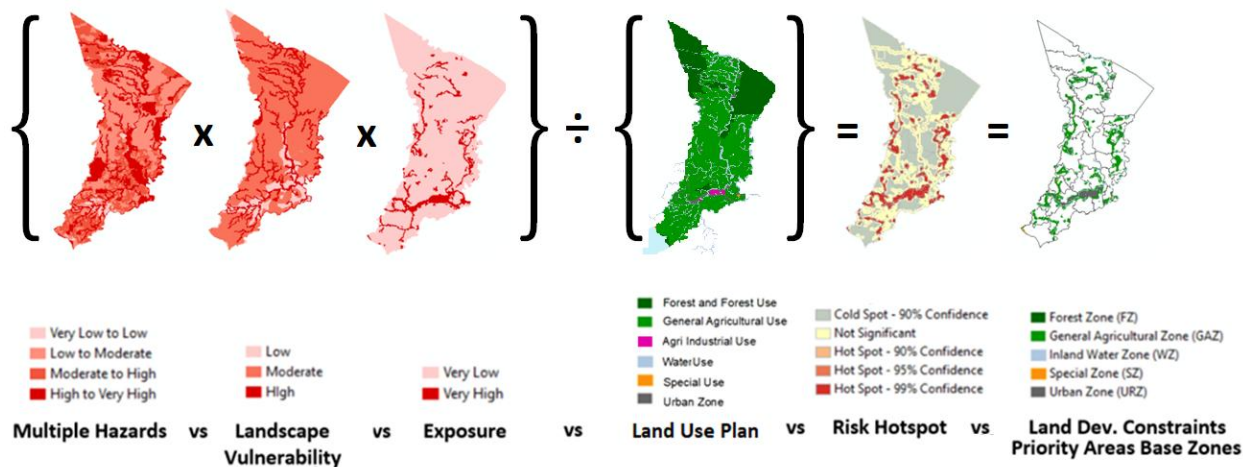 { x x } ÷ { } = =
Very Low to Low
Low to Moderate
Moderate to High
High to Very High
Low
Moderate
HIgh
Very Low
Very High
Forest and Forest Use
General Agricultural Use
Agri Industrial Use
WaterUse
Special Use
Urban Zone
Cold Spot - 90% Confidence
Not Significant
Hot Spot - 90% Confidence
Hot Spot - 95% Confidence
Hot Spot - 99% Confidence
Forest Zone (FZ)
General Agricultural Zone (GAZ)
Inland Water Zone (WZ)
Special Zone (SZ)
Urban Zone (URZ)
Multiple Hazards vs Landscape vs Exposure vs Land Use Plan vs Risk Hotspot vs Land Dev. Constraints
Vulnerability Priority Areas Base Zones